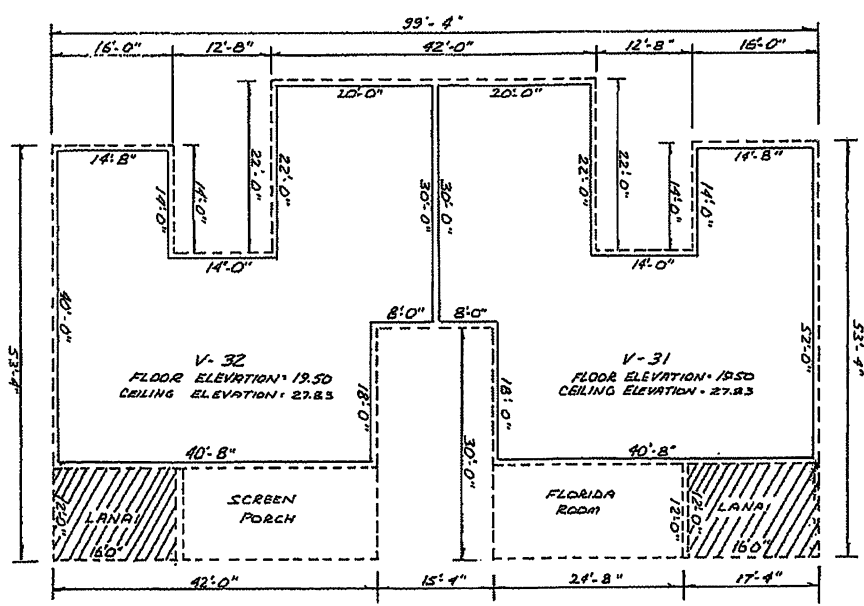 99'-4"
16'-0" 12'-8" 42'-0" 12'-8" 16'-0"
20'-0" 20'-0"
14'-8" 14'-8"
14'-0" 14'-0" 22'-0" 22'-0" 30'-0" 30'-0" 22'-0" 22'-0" 14'-0" 14'-0"
14'-0" 14'-0"
40'-0" 8'-0" 8'-0" 52'-0"
53'-4" 53'-4"
V-32
FLOOR ELEVATION = 19.50
CEILING ELEVATION = 27.83
18'-0"
V-31
FLOOR ELEVATION = 19.50
CEILING ELEVATION = 27.83
18'-0"
40'-8" 30'-0" 40'-8"
12'-0"
LANAI
16'0"
SCREEN
PORCH
FLORIDA
ROOM
12'-0" 12'-0"
LANAI
16'0"
42'-0" 15'-4" 24'-8" 17'-4"